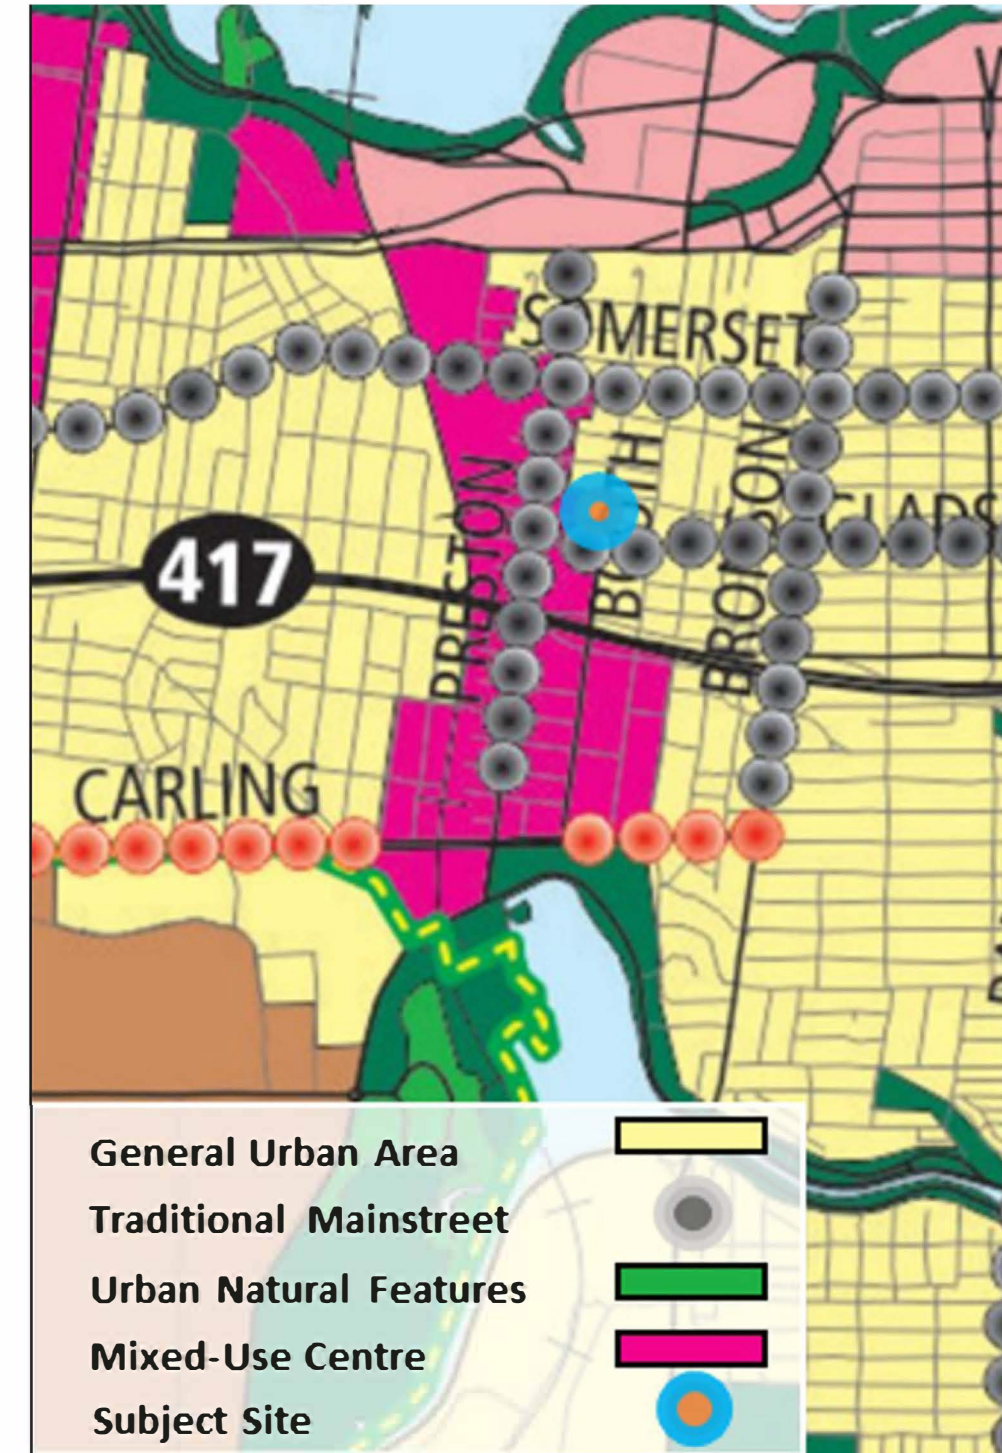 SOMERSET
PRESTON
BOOTH
BRONSON
GLADS
417
CARLING
General Urban Area
Traditional Mainstreet
Urban Natural Features
Mixed-Use Centre
Subject Site